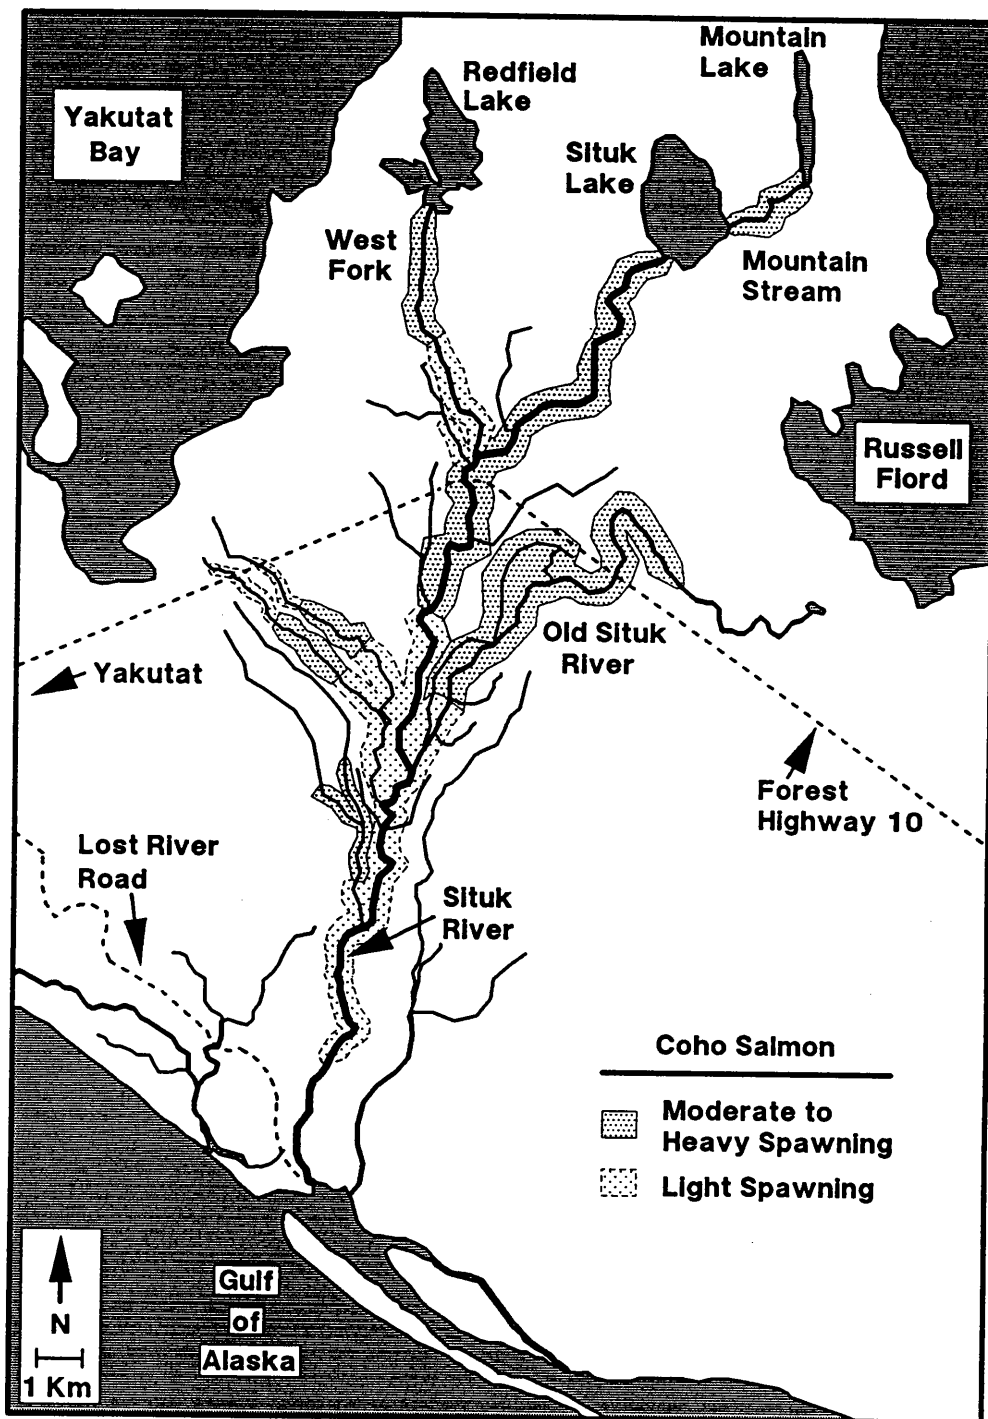 Mountain
Lake
Redfield
Lake
Yakutat
Bay
Situk
Lake
West
Fork
Mountain
Stream
Russell
Fiord
Old Situk
River
Yakutat
Forest
Highway 10
Lost River
Road
Situk
River
Coho Salmon
Moderate to
Heavy Spawning
Light Spawning
Gulf
of
Alaska
N
1 Km